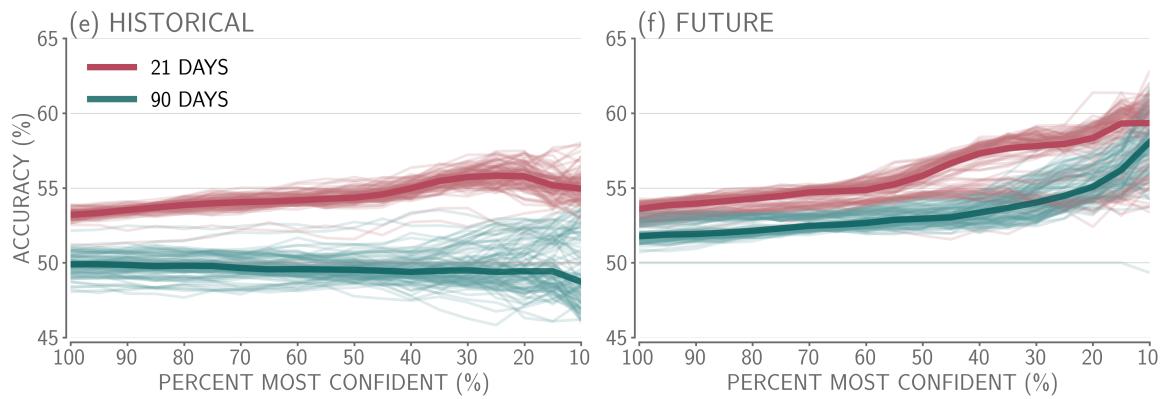 (e) HISTORICAL
(f) FUTURE
ACCURACY (%)
65
60
55
50
45
21 DAYS
90 DAYS
100 90 80 70 60 50 40 30 20 10
PERCENT MOST CONFIDENT (%)
65
60
55
50
45
100 90 80 70 60 50 40 30 20 10
PERCENT MOST CONFIDENT (%)